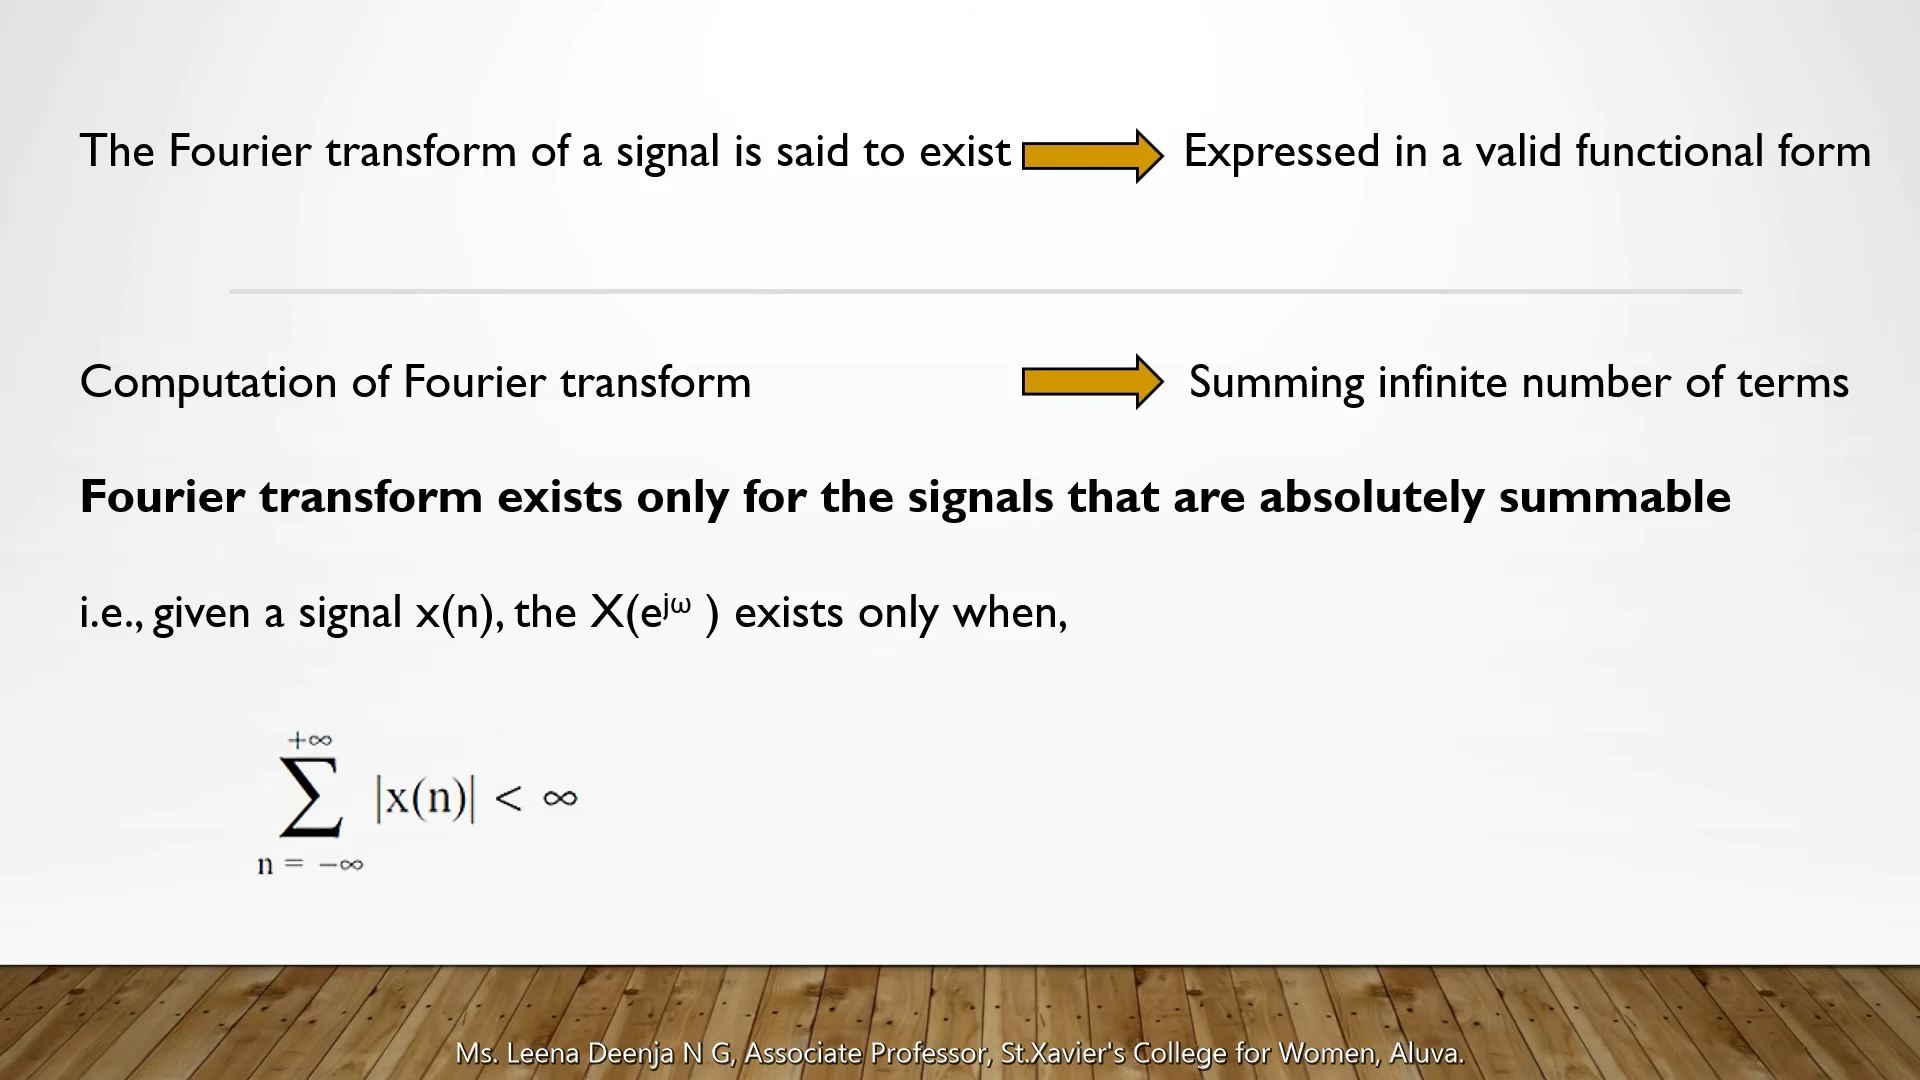 The Fourier transform of a signal is said to exist Expressed in a valid functional form
Computation of Fourier transform Summing infinite number of terms
Fourier transform exists only for the signals that are absolutely summable
i.e., given a signal x(n), the X(e^jω ) exists only when,
+∞
∑ |x(n)| < ∞
n = −∞
Ms. Leena Deenja N G, Associate Professor, St.Xavier's College for Women, Aluva.